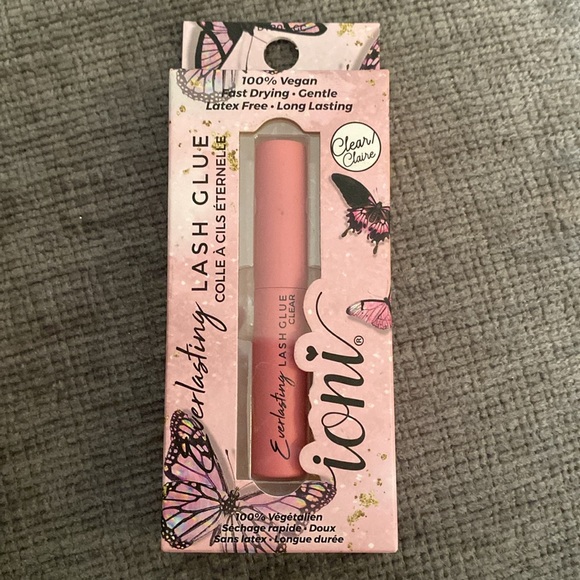 100% Vegan
Fast Drying • Gentle
Latex Free • Long Lasting
Clear/
Claire
Everlasting LASH GLUE
COLLE À CILS ÉTERNELLE
Everlasting LASH GLUE
CLEAR
ioni®
100% Végétalien
Séchage rapide • Doux
Sans latex • Longue durée